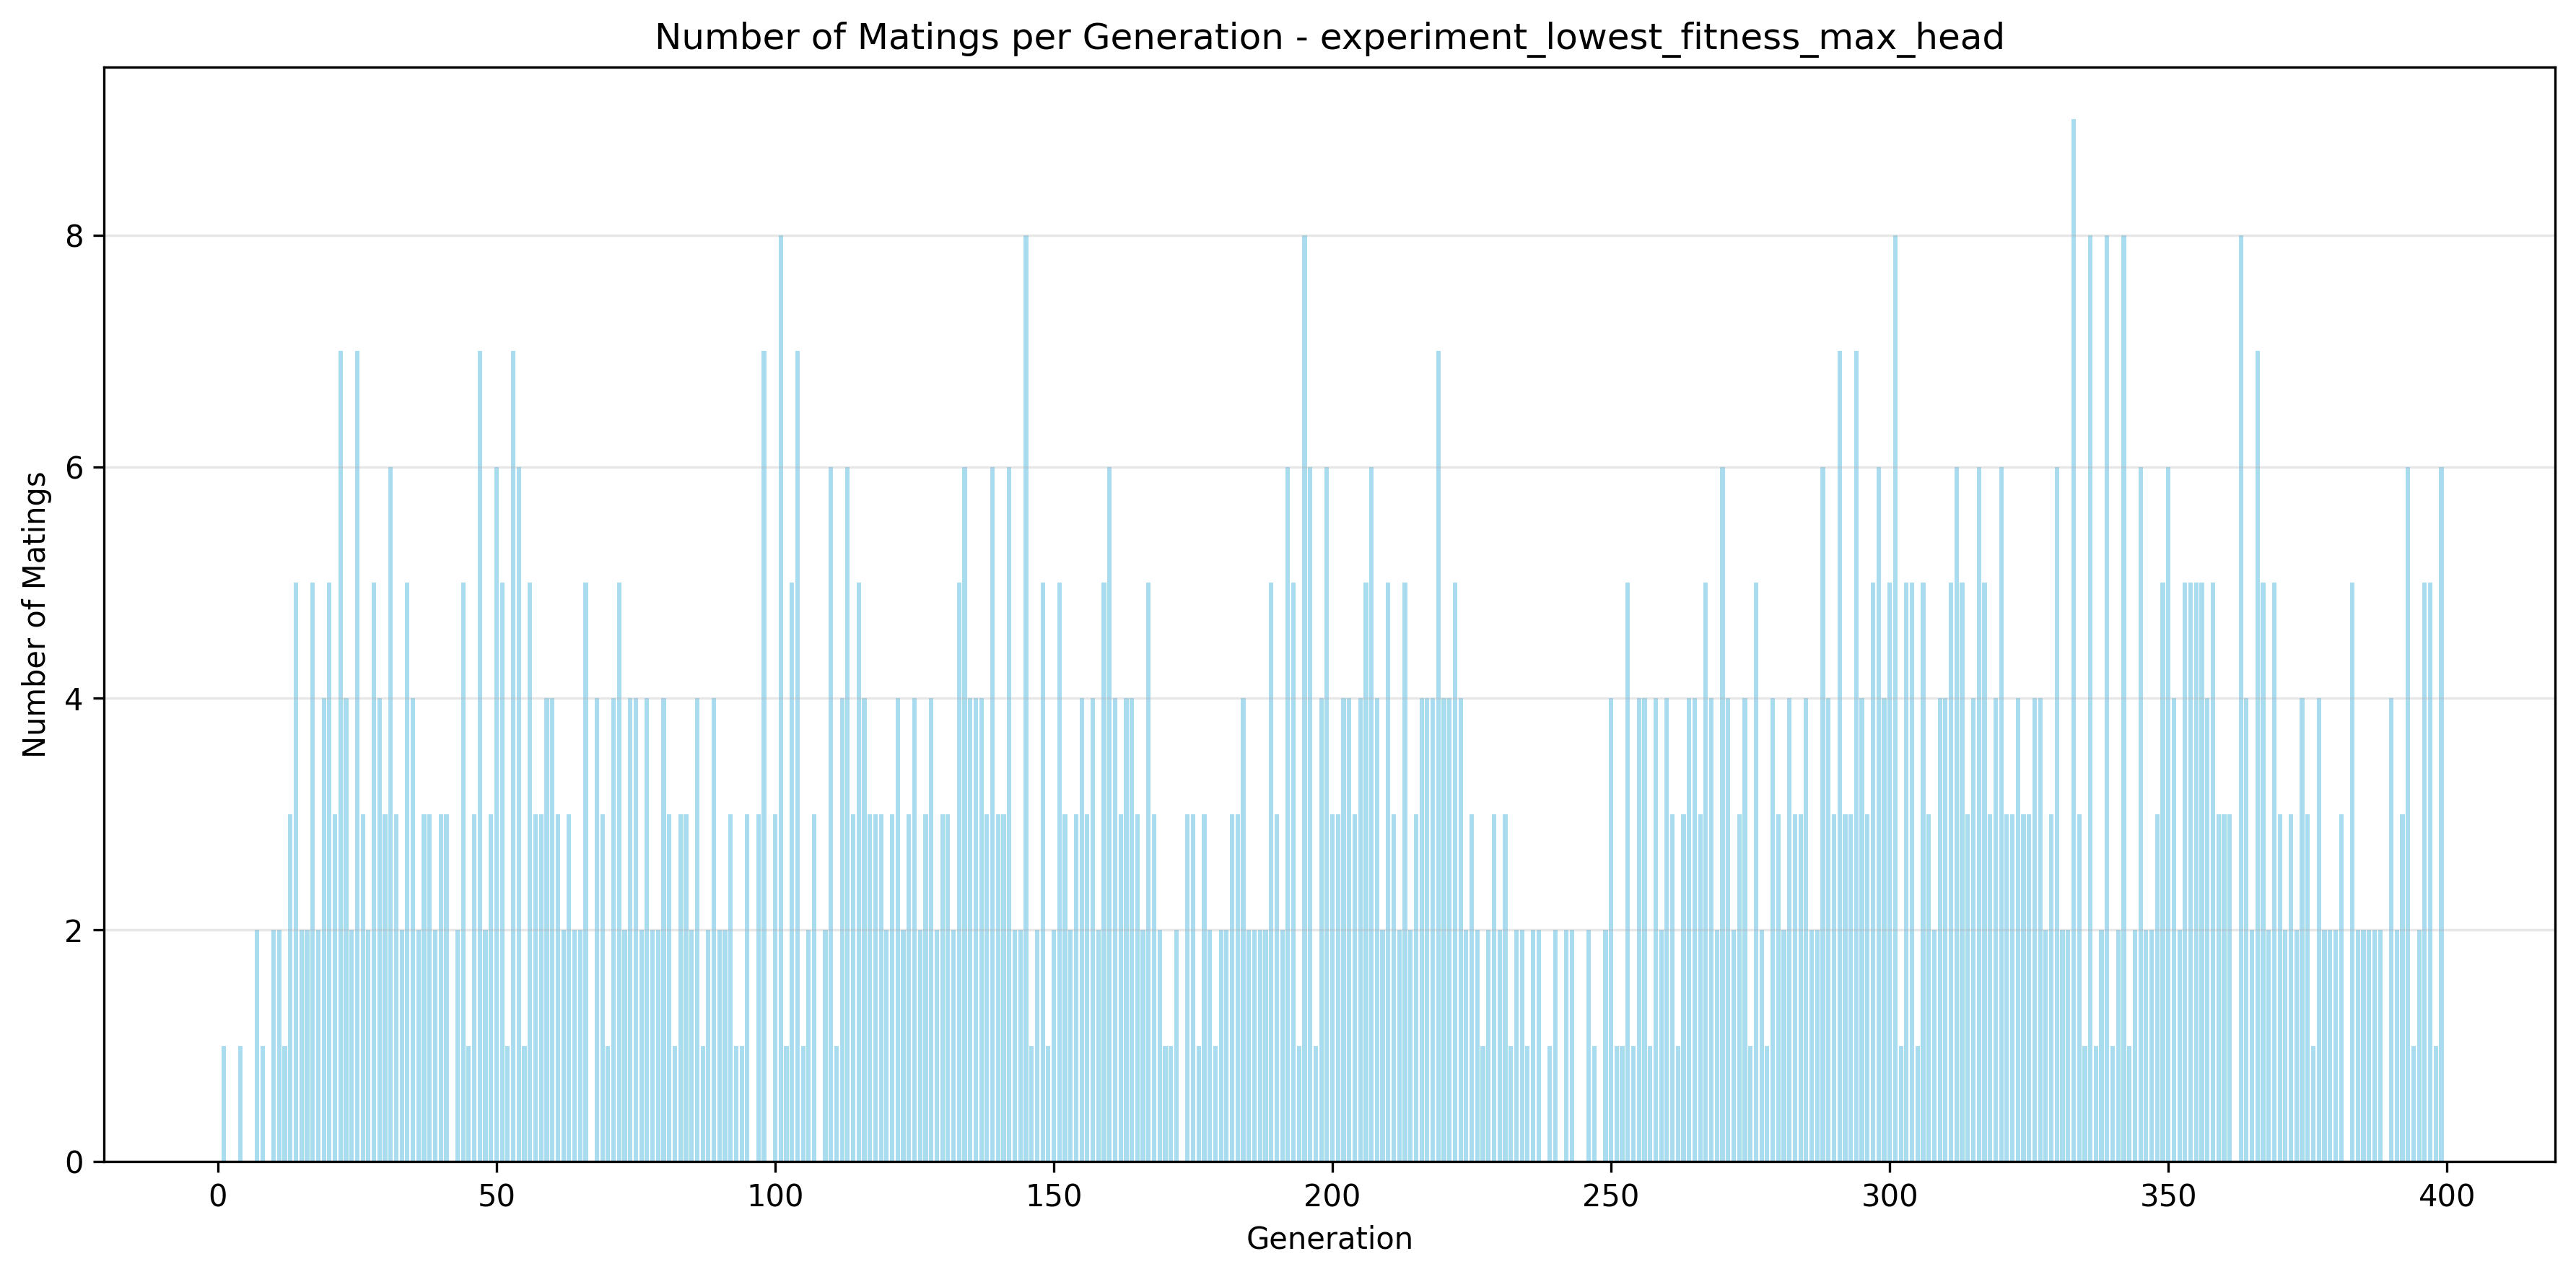 Number of Matings per Generation - experiment_lowest_fitness_max_head
Number of Matings
8
6
4
2
0
0 50 100 150 200 250 300 350 400
Generation